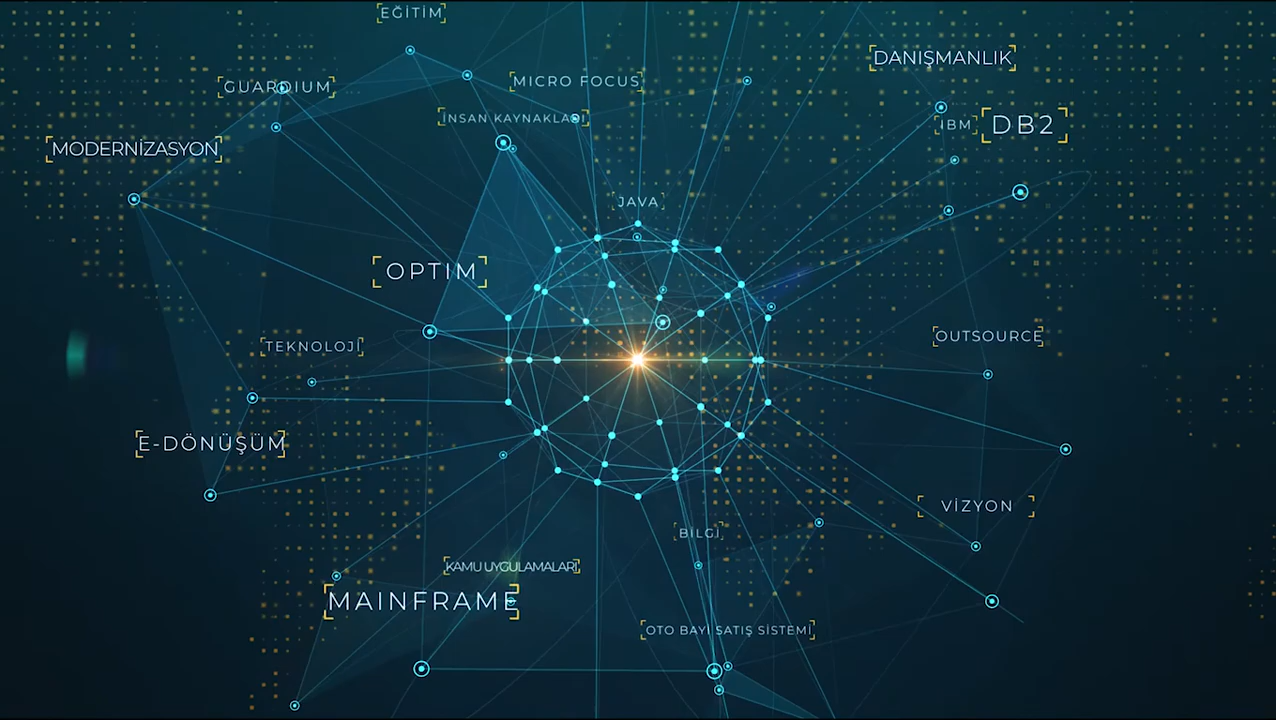 EĞİTİM
DANIŞMANLIK
GUARDIUM
MICRO FOCUS
İNSAN KAYNAKLARI
IBM
DB2
MODERNİZASYON
JAVA
OPTIM
OUTSOURCE
TEKNOLOJİ
E-DÖNÜŞÜM
VİZYON
BİLGİ
KAMU UYGULAMALARI
MAINFRAME
OTO BAYİ SATIŞ SİSTEMİ